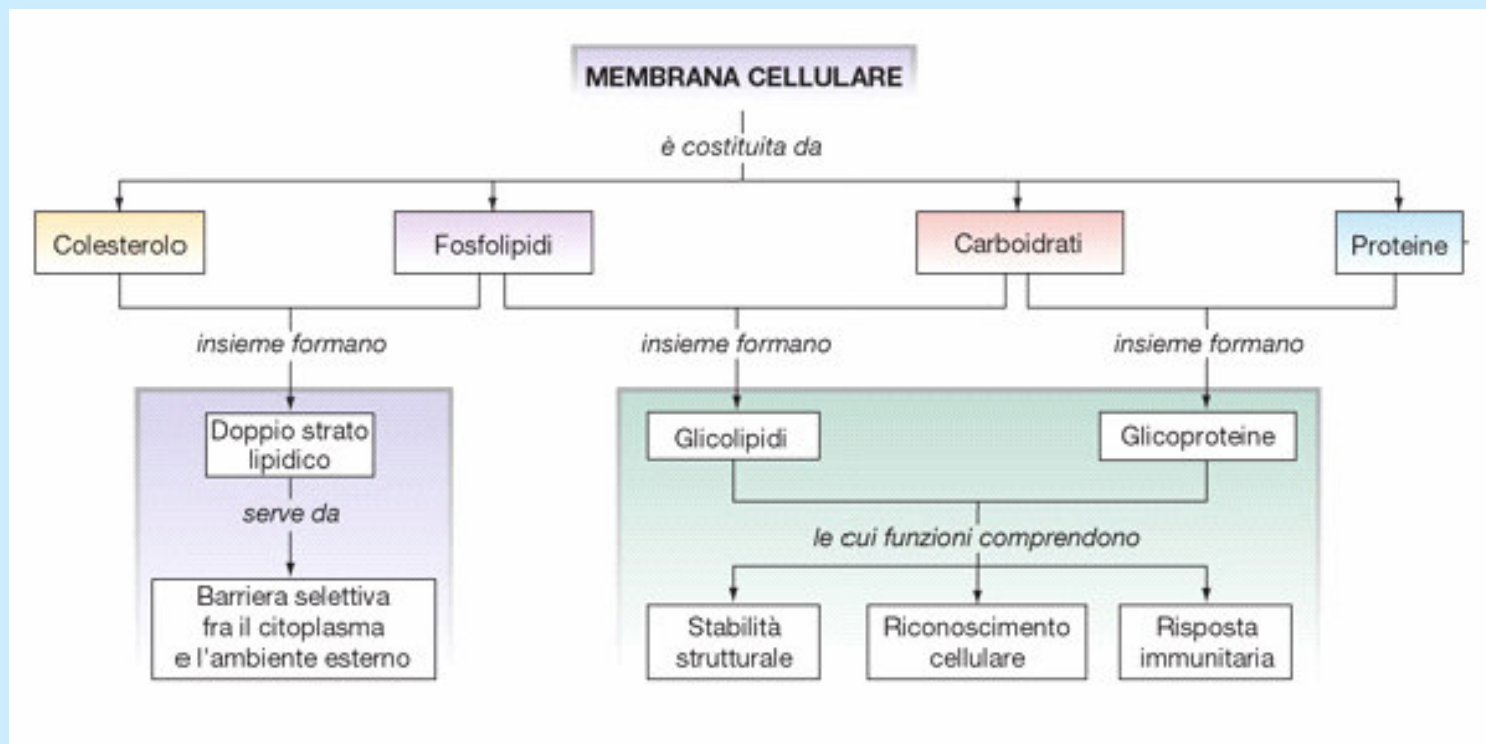 MEMBRANA CELLULARE
è costituita da
Colesterolo
Fosfolipidi
Carboidrati
Proteine
insieme formano
insieme formano
insieme formano
Doppio strato
lipidico
Glicolipidi
Glicoproteine
serve da
le cui funzioni comprendono
Barriera selettiva
fra il citoplasma
e l'ambiente esterno
Stabilità
strutturale
Riconoscimento
cellulare
Risposta
immunitaria